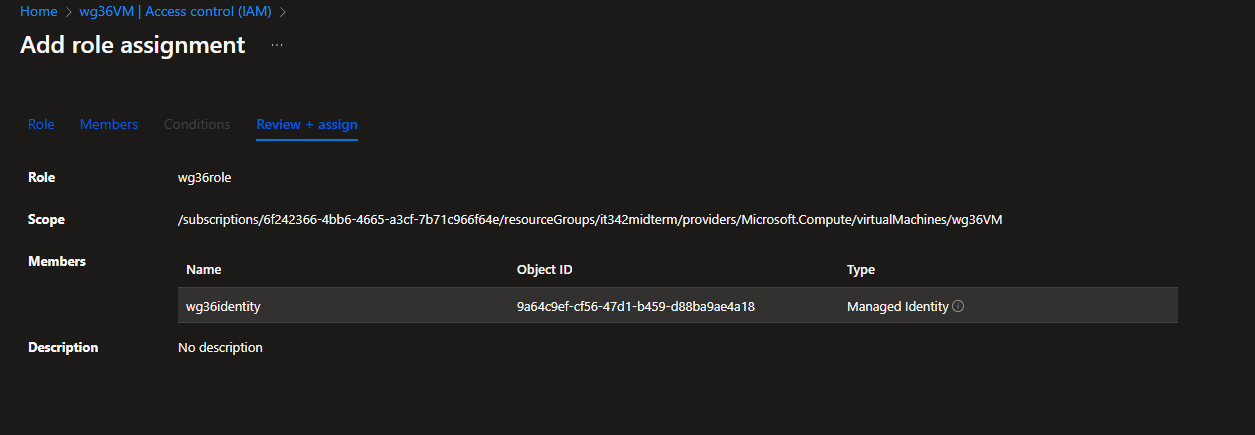 Home > wg36VM | Access control (IAM) >
Add role assignment ...
Role Members Conditions Review + assign
Role wg36role
Scope /subscriptions/6f242366-4bb6-4665-a3cf-7b71c966f64e/resourceGroups/it342midterm/providers/Microsoft.Compute/virtualMachines/wg36VM
Members Name Object ID Type
wg36identity 9a64c9ef-cf56-47d1-b459-d88ba9ae4a18 Managed Identity
Description No description